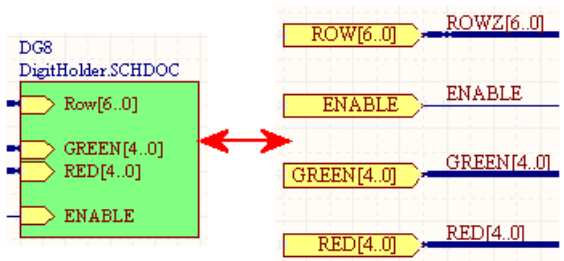 DG8
DigitHolder.SCHDOC
Row[6..0]
GREEN[4..0]
RED[4..0]
ENABLE
ROW[6..0] ROWZ[6..0]
ENABLE ENABLE
GREEN[4..0] GREEN[4..0]
RED[4..0] RED[4..0]